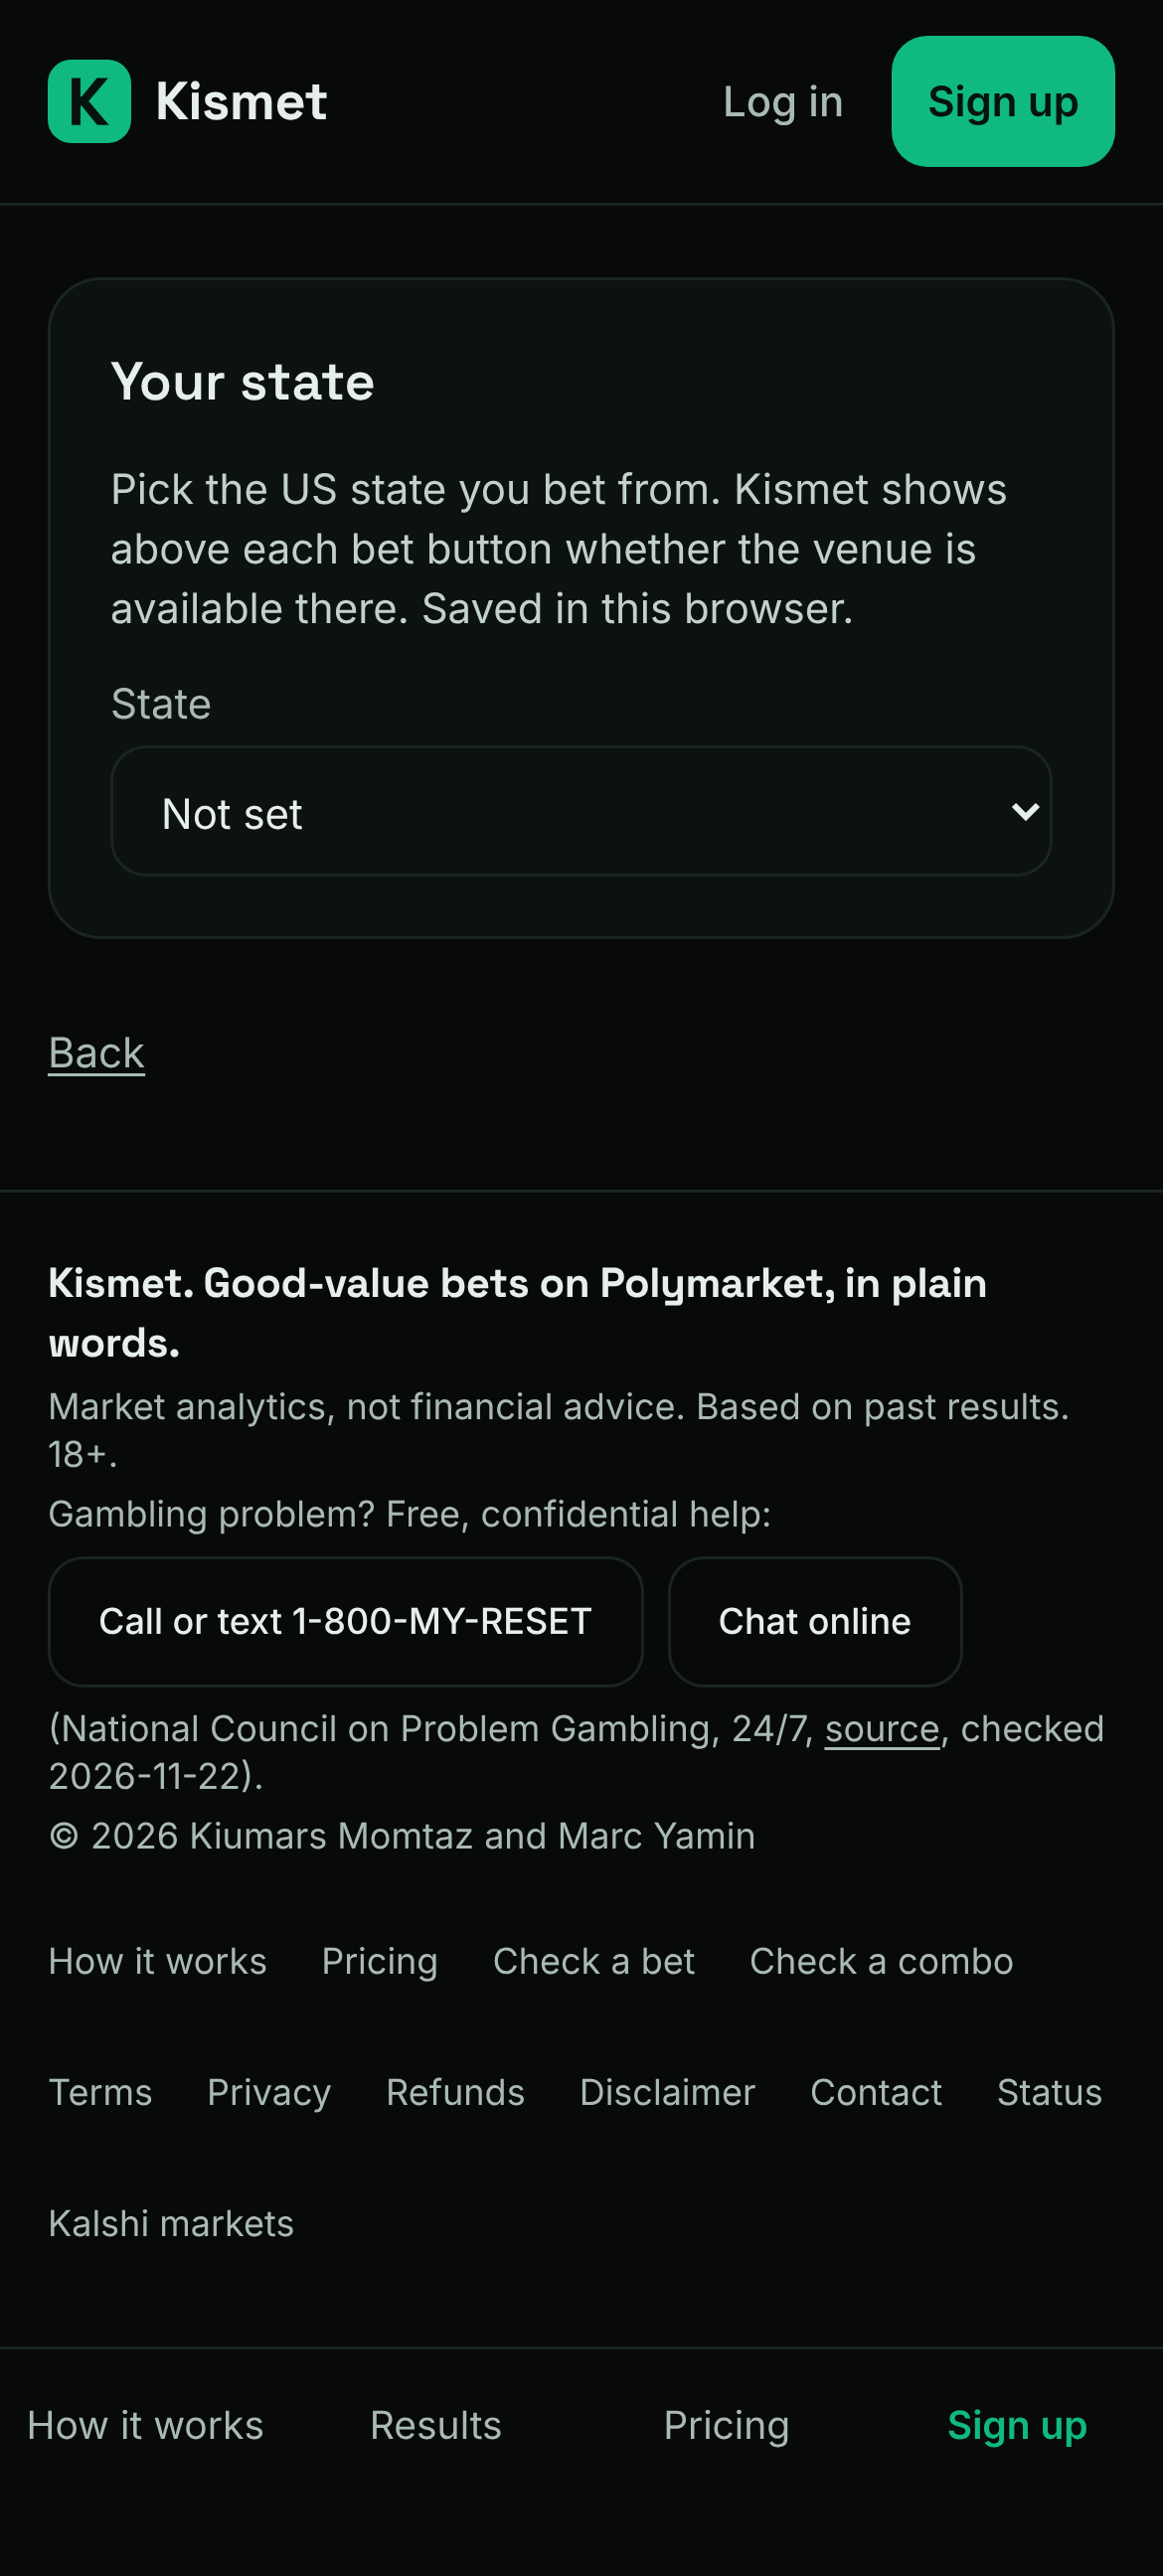 K Kismet Log in Sign up
Your state
Pick the US state you bet from. Kismet shows
above each bet button whether the venue is
available there. Saved in this browser.
State
Not set
Back
Kismet. Good-value bets on Polymarket, in plain
words.
Market analytics, not financial advice. Based on past results.
18+.
Gambling problem? Free, confidential help:
Call or text 1-800-MY-RESET Chat online
(National Council on Problem Gambling, 24/7, source, checked
2026-11-22).
© 2026 Kiumars Momtaz and Marc Yamin
How it works Pricing Check a bet Check a combo
Terms Privacy Refunds Disclaimer Contact Status
Kalshi markets
How it works Results Pricing Sign up